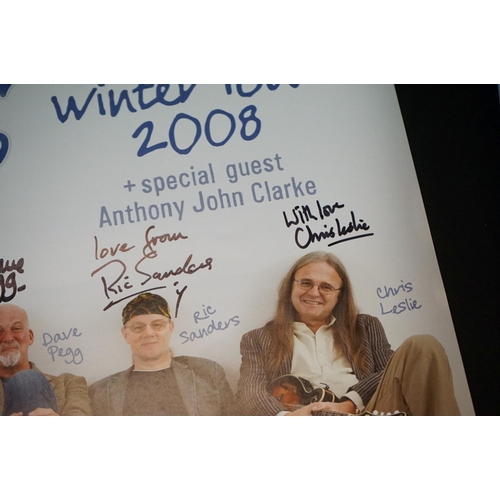 Winter Tour
2008
+ special guest
Anthony John Clarke
With love
Chris Leslie
love from
Ric Sanders
Dave
Pegg
Ric
Sanders
Chris
Leslie